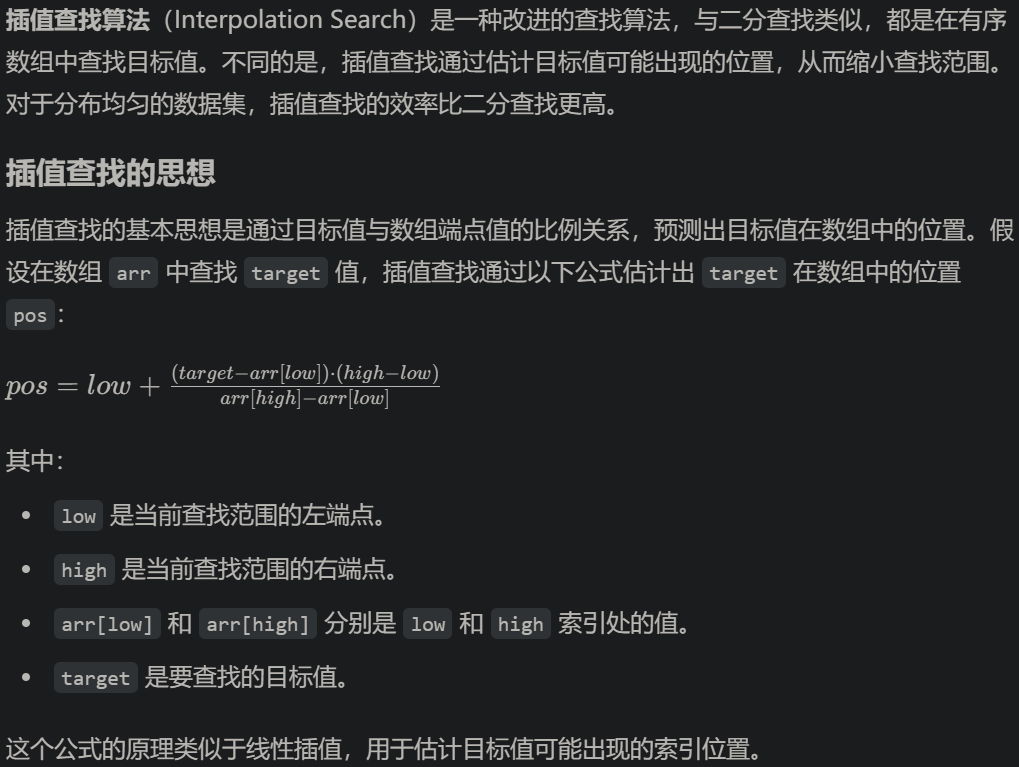 插值查找算法（Interpolation Search）是一种改进的查找算法，与二分查找类似，都是在有序
数组中查找目标值。不同的是，插值查找通过估计目标值可能出现的位置，从而缩小查找范围。
对于分布均匀的数据集，插值查找的效率比二分查找更高。
插值查找的思想
插值查找的基本思想是通过目标值与数组端点值的比例关系，预测出目标值在数组中的位置。假
设在数组 arr 中查找 target 值，插值查找通过以下公式估计出 target 在数组中的位置
pos：
pos = low + (target−arr[low])·(high−low) / arr[high]−arr[low]
其中：
• low 是当前查找范围的左端点。
• high 是当前查找范围的右端点。
• arr[low] 和 arr[high] 分别是 low 和 high 索引处的值。
• target 是要查找的目标值。
这个公式的原理类似于线性插值，用于估计目标值可能出现的索引位置。